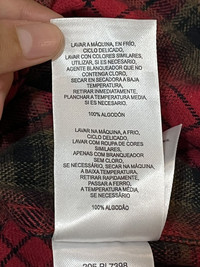 LAVAR A MÁQUINA, EN FRÍO,
CICLO DELICADO,
LAVAR CON COLORES SIMILARES,
UTILIZAR, SI ES NECESARIO,
AGENTE BLANQUEADOR QUE NO
CONTENGA CLORO,
SECAR EN SECADORA A BAJA
TEMPERATURA,
RETIRAR INMEDIATAMENTE,
PLANCHAR A TEMPERATURA MEDIA,
SI ES NECESARIO.
100% ALGODÓN
LAVAR NA MÁQUINA, A FRIO,
CICLO DELICADO,
LAVAR COM ROUPA DE CORES
SIMILARES,
APENAS COM BRANQUEADOR
SEM CLORO,
SE NECESSÁRIO, SECAR NA MÁQUINA,
A BAIXA TEMPERATURA,
RETIRAR RAPIDAMENTE,
PASSAR A FERRO,
A TEMPERATURA MÉDIA,
SE NECESSÁRIO.
100% ALGODÃO